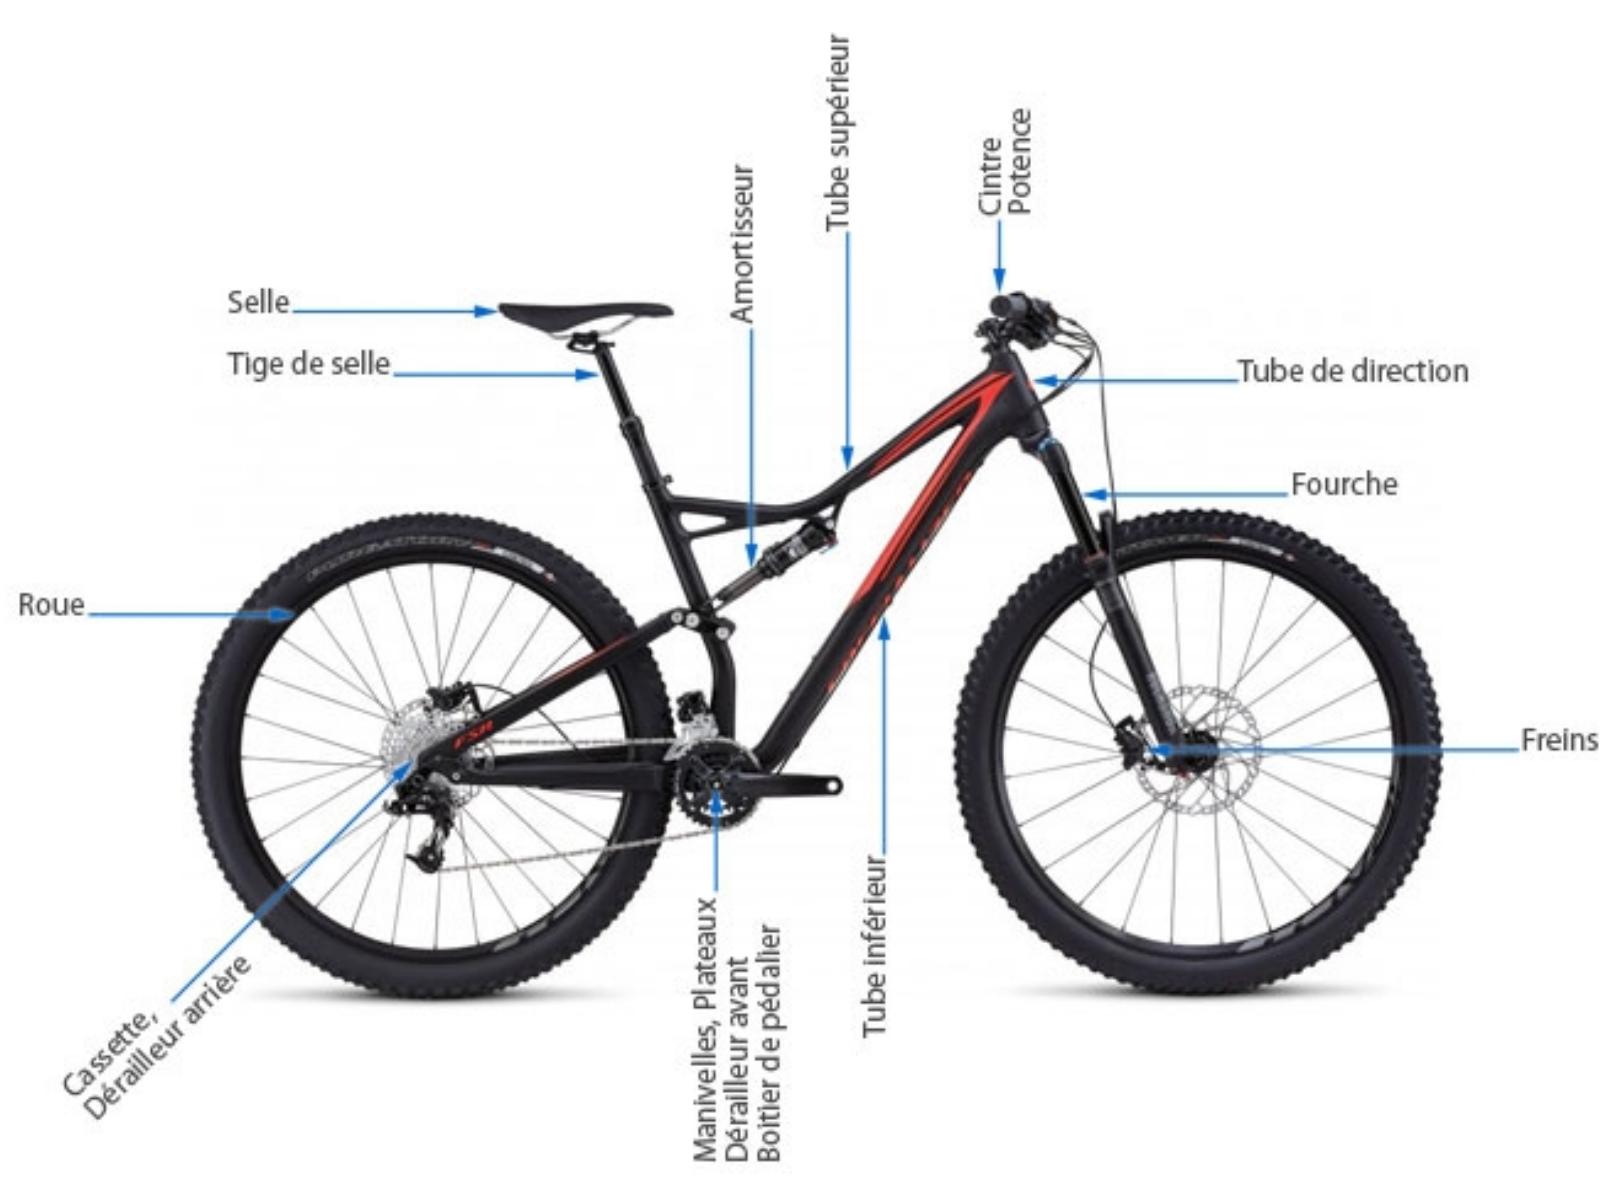 Tube supérieur
Cintre
Potence
Amortisseur
Selle
Tige de selle
Tube de direction
Fourche
Roue
FSR
Freins
Tube inférieur
Manivelles, Plateaux
Dérailleur avant
Boitier de pédalier
Cassette,
Dérailleur arrière